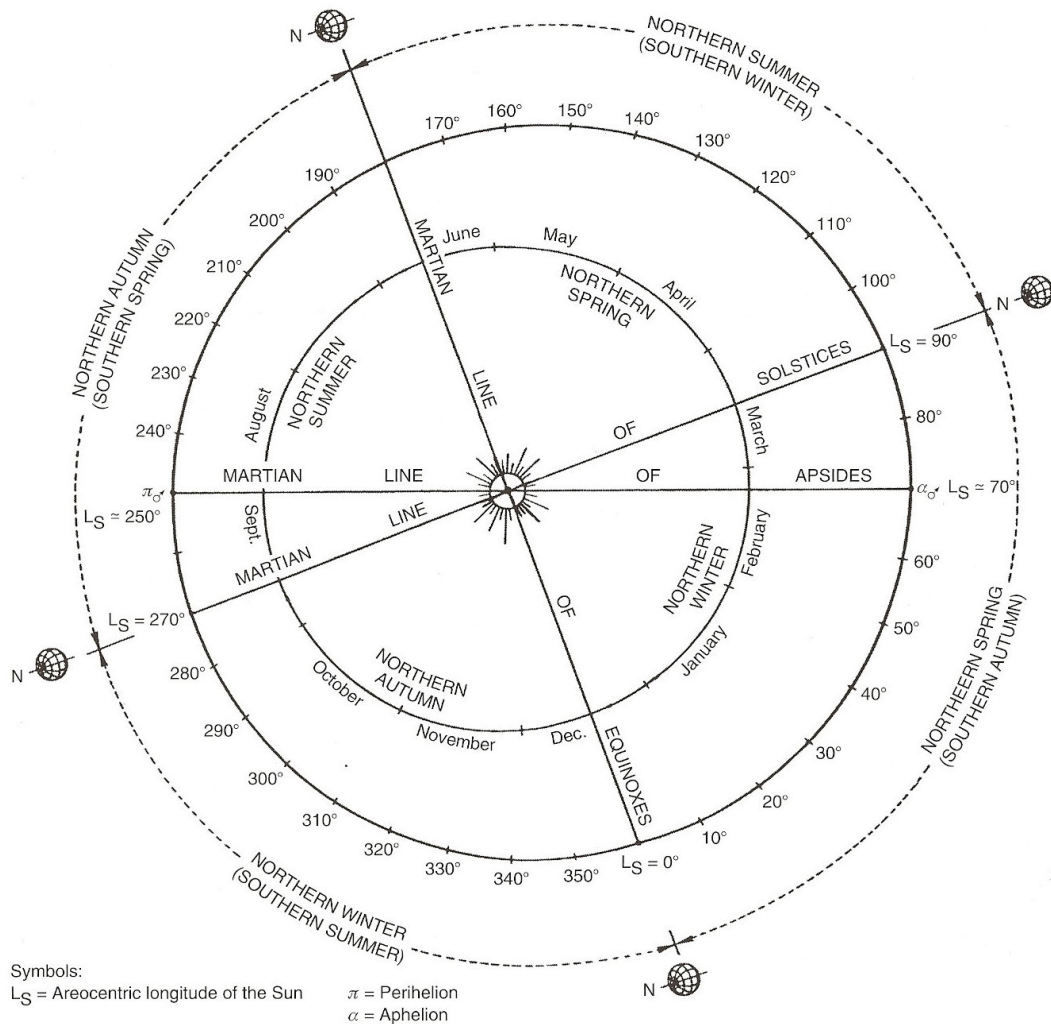 N
NORTHERN SUMMER
(SOUTHERN WINTER)
160°
150°
170°
140°
130°
190°
120°
200°
110°
210°
100°
220°
230°
240°
NORTHERN AUTUMN
(SOUTHERN SPRING)
N
MARTIAN
LINE
OF
EQUINOXES
June
May
April
NORTHERN
SPRING
March
August
NORTHERN
SUMMER
MARTIAN
LINE
OF
SOLSTICES
LS = 90°
80°
MARTIAN
LINE
OF
APSIDES
π♂
LS ≃ 250°
α♂
LS ≃ 70°
Sept.
February
NORTHERN
WINTER
January
60°
50°
40°
30°
20°
10°
NORTHEERN SPRING
(SOUTHERN AUTUMN)
LS = 270°
N
280°
October
NORTHERN
AUTUMN
November
Dec.
290°
300°
310°
320°
330°
340°
350°
LS = 0°
NORTHERN WINTER
(SOUTHERN SUMMER)
N
Symbols:
LS = Areocentric longitude of the Sun
π = Perihelion
α = Aphelion